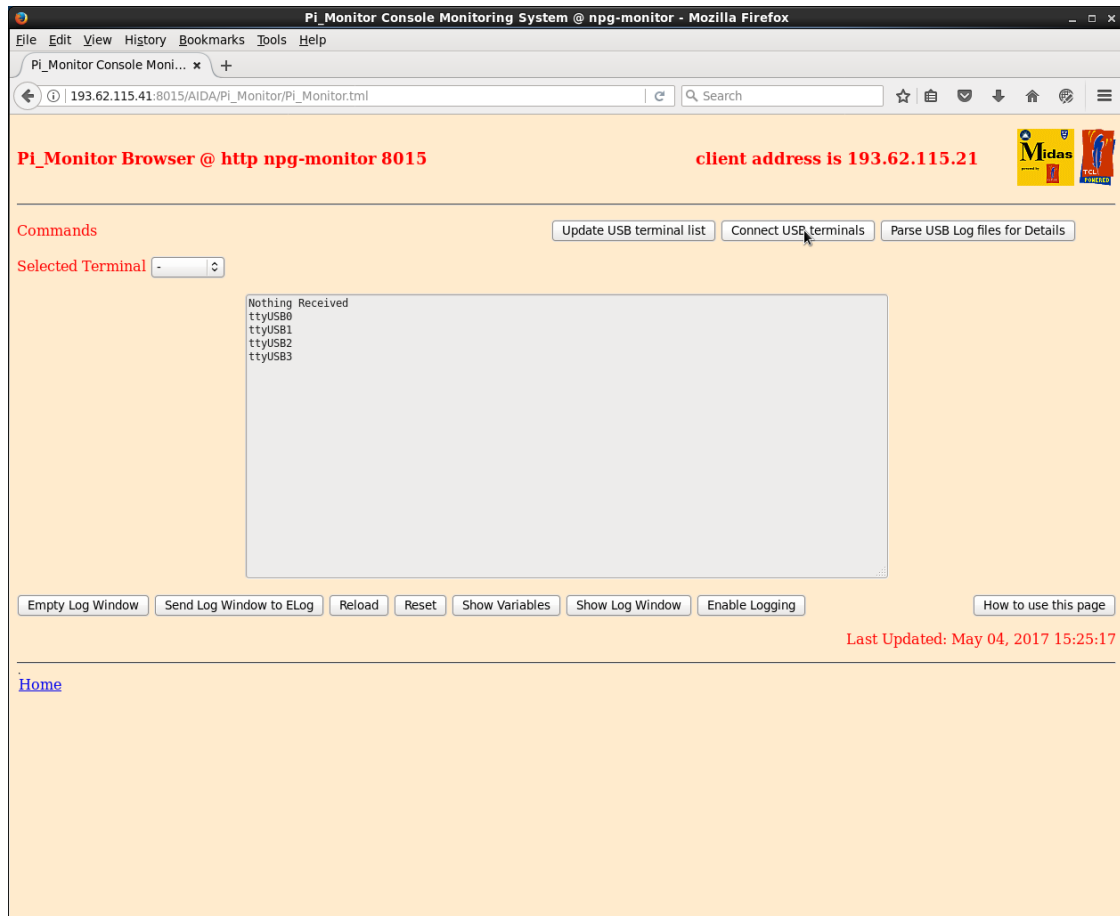 Pi_Monitor Console Monitoring System @ npg-monitor - Mozilla Firefox
File Edit View History Bookmarks Tools Help
Pi_Monitor Console Moni...
193.62.115.41:8015/AIDA/Pi_Monitor/Pi_Monitor.tml
Search
Pi_Monitor Browser @ http npg-monitor 8015
client address is 193.62.115.21
Midas
TCL
POWERED
Commands
Update USB terminal list
Connect USB terminals
Parse USB Log files for Details
Selected Terminal -
Nothing Received
ttyUSB0
ttyUSB1
ttyUSB2
ttyUSB3
Empty Log Window
Send Log Window to ELog
Reload
Reset
Show Variables
Show Log Window
Enable Logging
How to use this page
Last Updated: May 04, 2017 15:25:17
.
Home